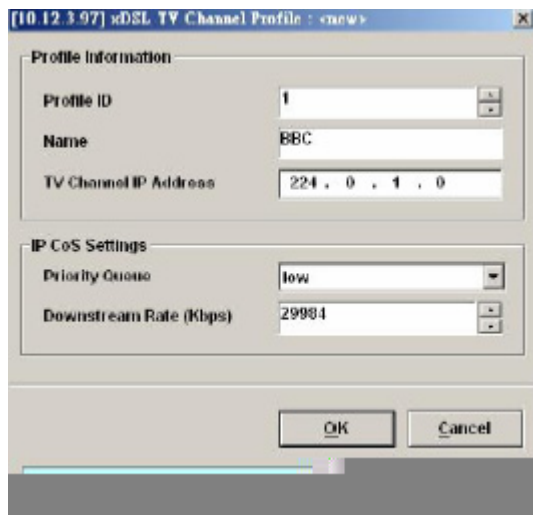 [10.12.3.97] xDSL TV Channel Profile : <new>
Profile Information
Profile ID 1
Name BBC
TV Channel IP Address 224 . 0 . 1 . 0
IP CoS Settings
Priority Queue low
Downstream Rate (Kbps) 29984
OK Cancel